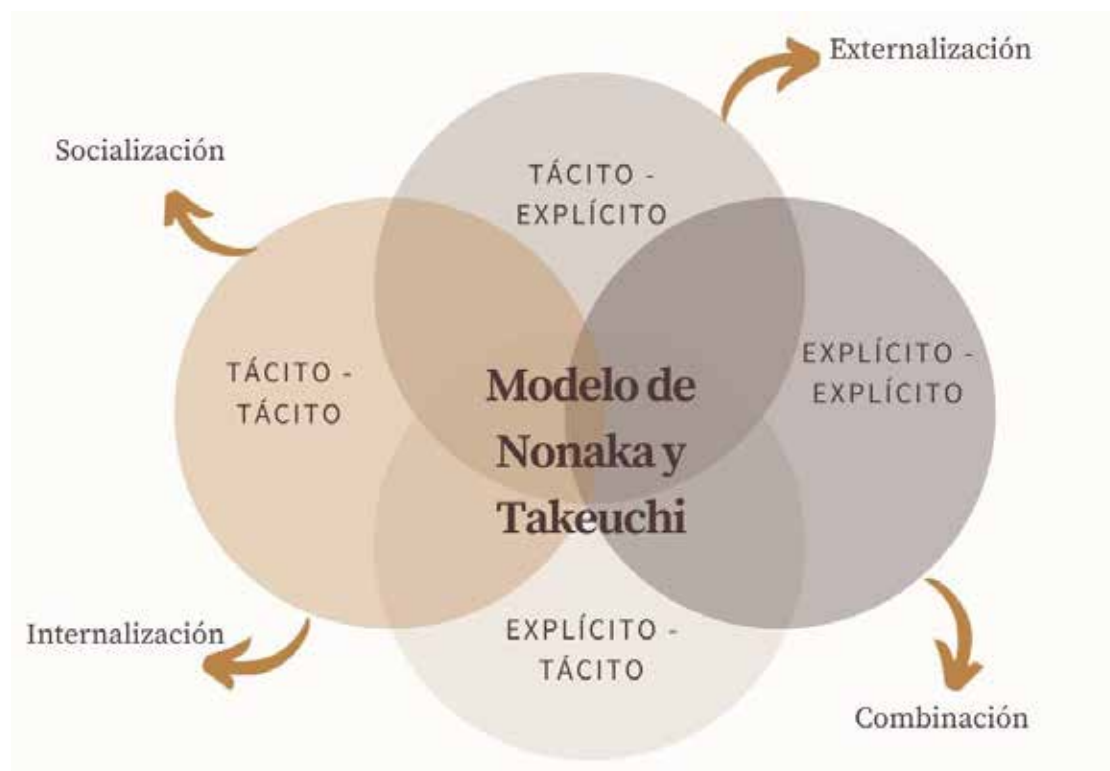 Externalización
Socialización
TÁCITO -
EXPLÍCITO
EXPLÍCITO -
EXPLÍCITO
TÁCITO -
TÁCITO
Modelo de
Nonaka y
Takeuchi
EXPLÍCITO -
TÁCITO
Internalización
Combinación